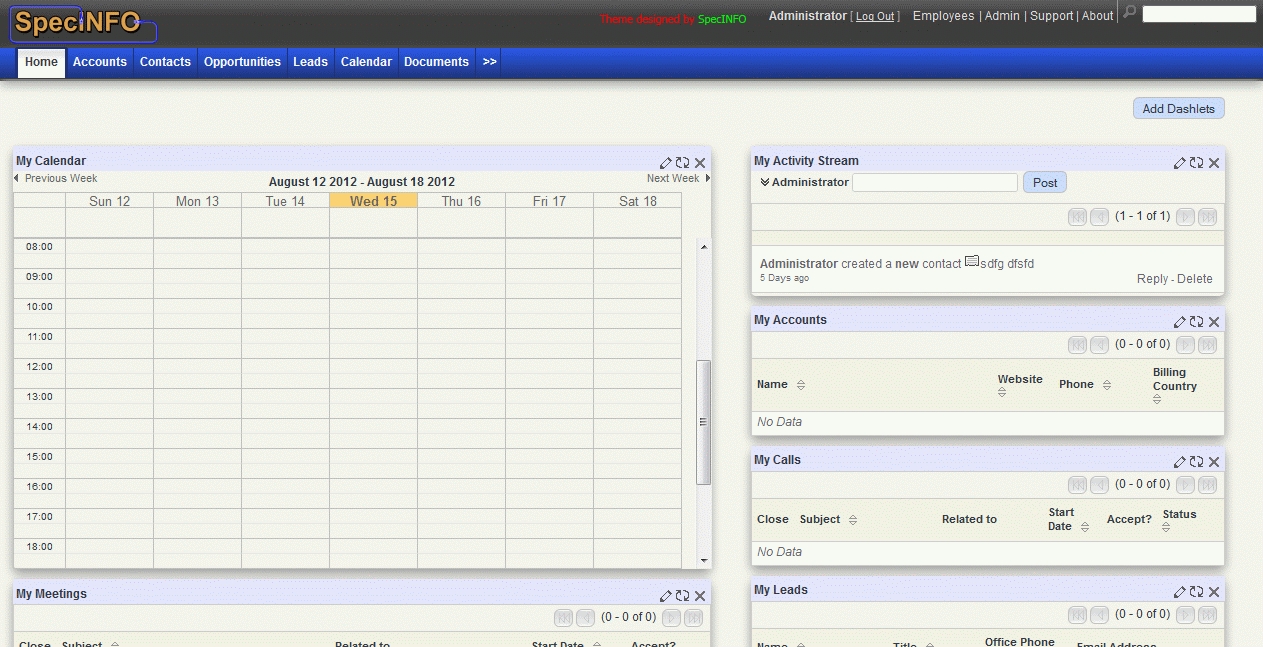 SpecINFO
Theme designed by SpecINFO
Administrator [ Log Out ] Employees | Admin | Support | About
Home Accounts Contacts Opportunities Leads Calendar Documents >>
Add Dashlets
My Calendar
Previous Week August 12 2012 - August 18 2012 Next Week
Sun 12 Mon 13 Tue 14 Wed 15 Thu 16 Fri 17 Sat 18
08:00
09:00
10:00
11:00
12:00
13:00
14:00
15:00
16:00
17:00
18:00
My Meetings
(0 - 0 of 0)
Close Subject Related to Start Date Accept?
My Activity Stream
Administrator Post
(1 - 1 of 1)
Administrator created a new contact sdfg dfsfd
5 Days ago Reply - Delete
My Accounts
(0 - 0 of 0)
Name Website Phone Billing Country
No Data
My Calls
(0 - 0 of 0)
Close Subject Related to Start Date Accept? Status
No Data
My Leads
(0 - 0 of 0)
Name Title Office Phone Email Address